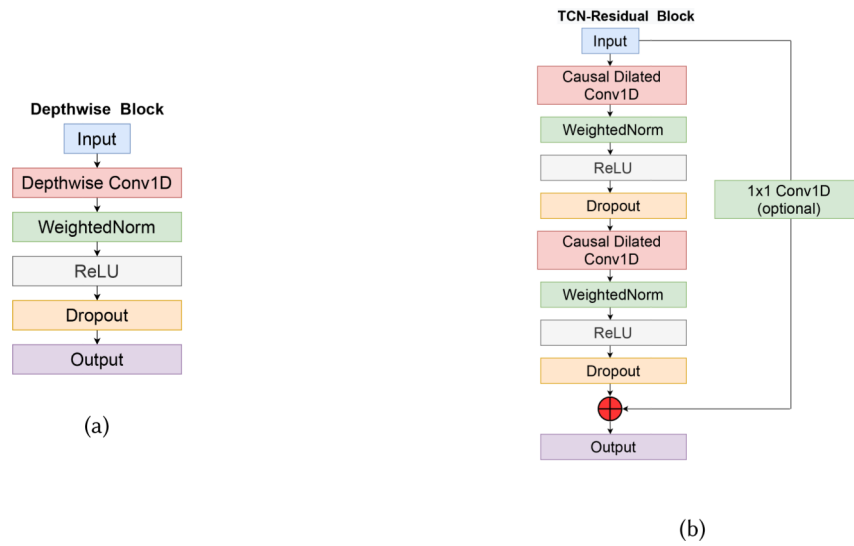 Depthwise Block
Input
Depthwise Conv1D
WeightedNorm
ReLU
Dropout
Output
(a)
TCN-Residual Block
Input
Causal Dilated
Conv1D
WeightedNorm
ReLU
Dropout
Causal Dilated
Conv1D
WeightedNorm
ReLU
Dropout
Output
1x1 Conv1D
(optional)
(b)